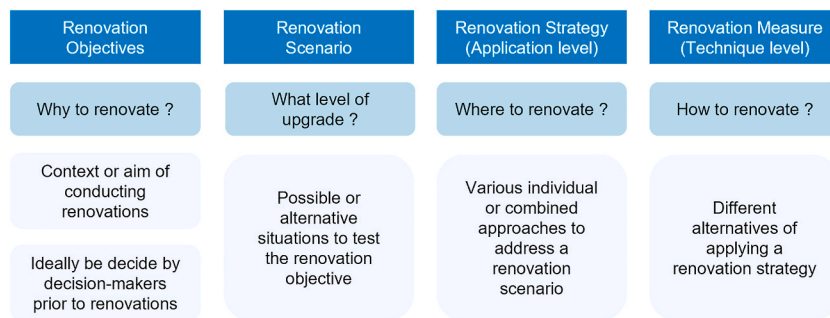 Renovation
Objectives
Why to renovate ?
Context or aim of
conducting
renovations
Ideally be decide by
decision-makers
prior to renovations
Renovation
Scenario
What level of
upgrade ?
Possible or
alternative
situations to test
the renovation
objective
Renovation Strategy
(Application level)
Where to renovate ?
Various individual
or combined
approaches to
address a
renovation
scenario
Renovation Measure
(Technique level)
How to renovate ?
Different
alternatives of
applying a
renovation strategy